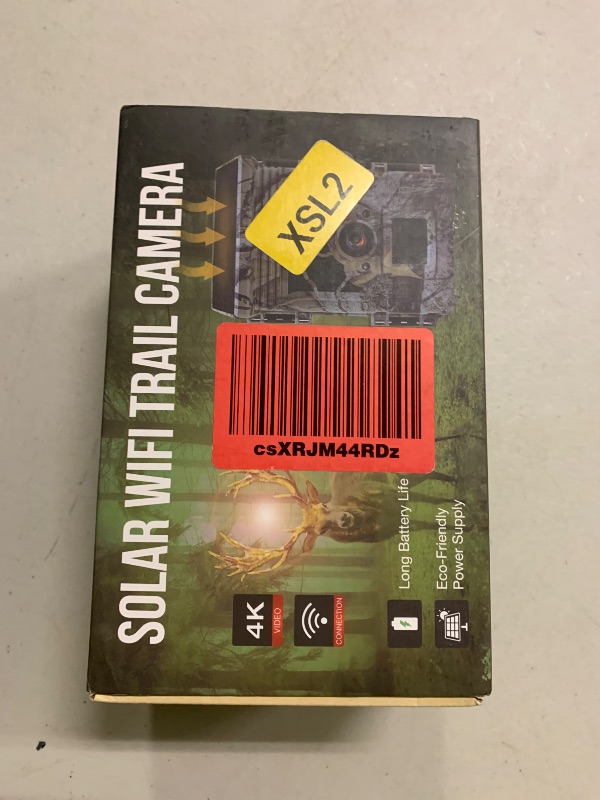 SOLAR WIFI TRAIL CAMERA
XSL2
csXRJM44RDz
4K
VIDEO
CONNECTION
Long Battery Life
Eco-Friendly
Power Supply